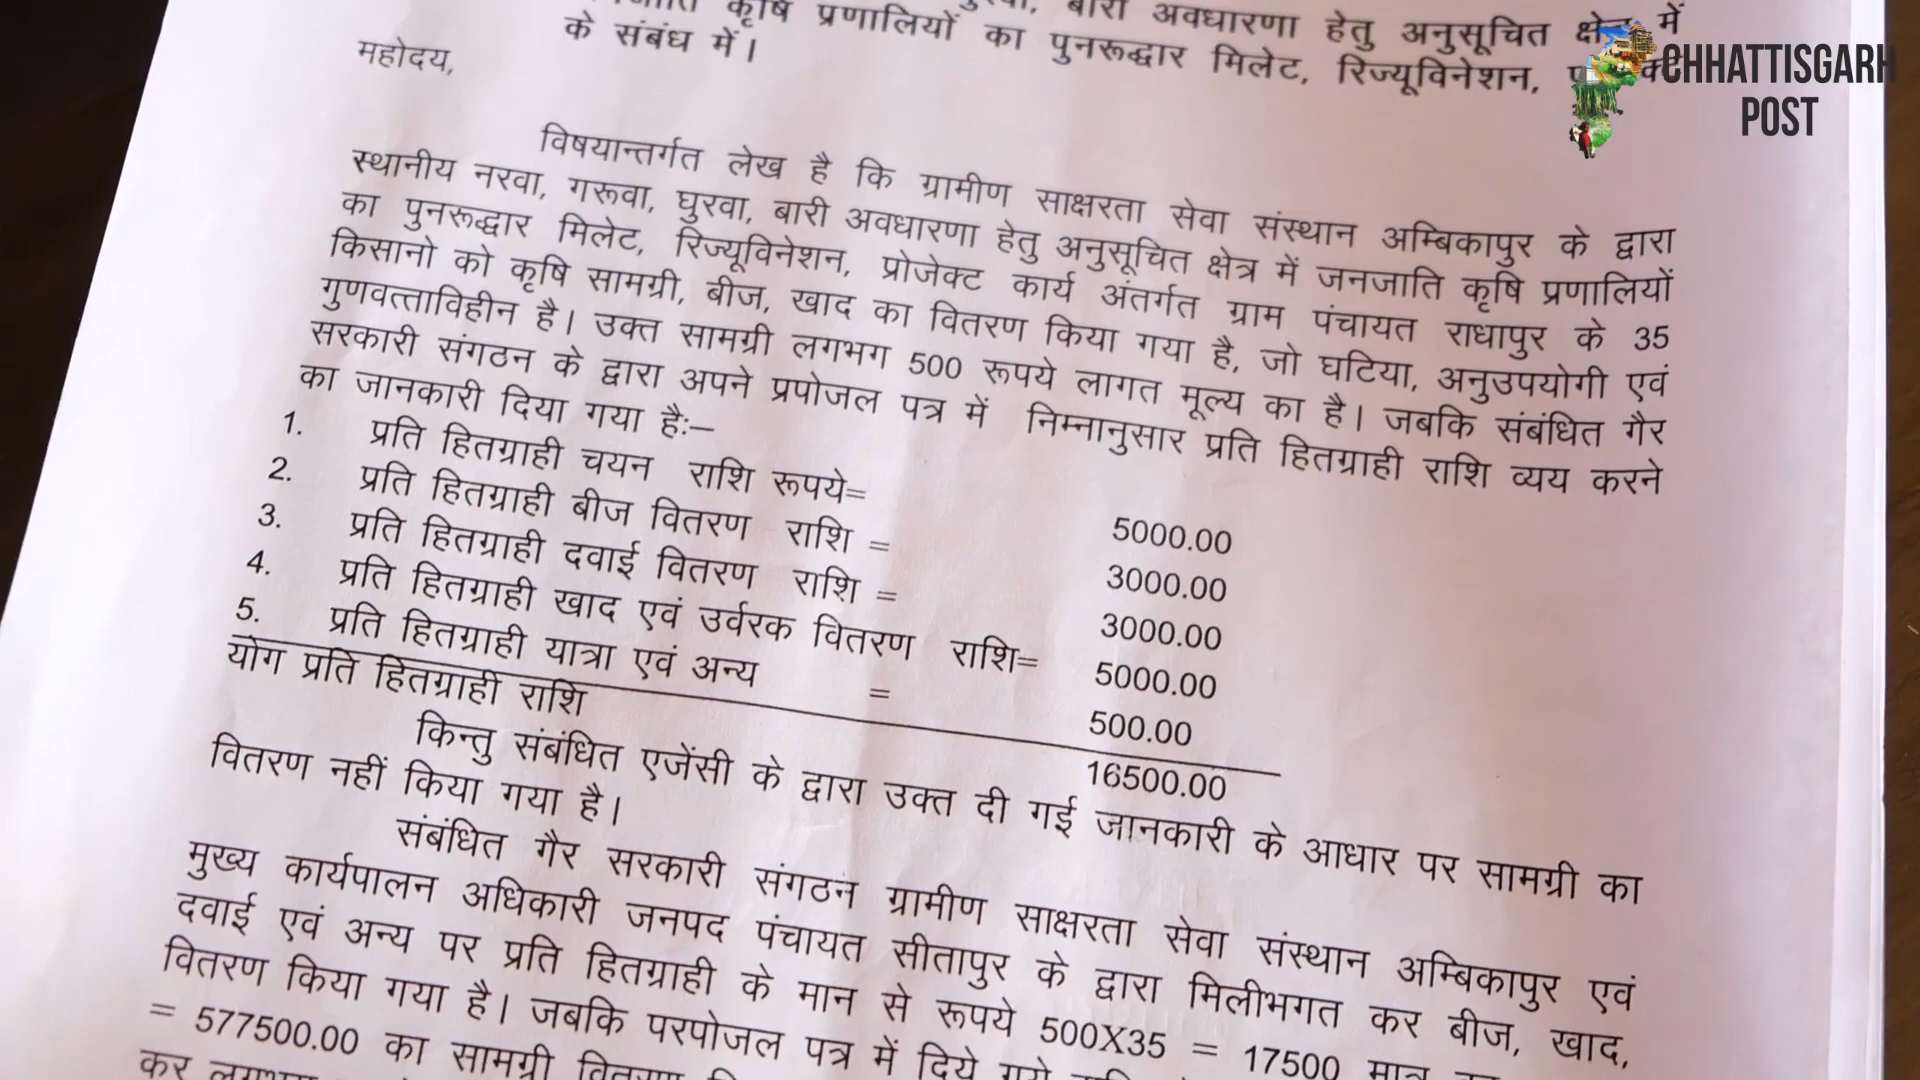 बारी अवधारणा हेतु अनुसूचित क्षेत्र में
कृषि प्रणालियों का पुनरूद्धार मिलेट, रिज्यूविनेशन,
के संबंध में।
CHHATTISGARH
POST
महोदय,
विषयान्तर्गत लेख है कि ग्रामीण साक्षरता सेवा संस्थान अम्बिकापुर के द्वारा
स्थानीय नरवा, गरूवा, घुरवा, बारी अवधारणा हेतु अनुसूचित क्षेत्र में जनजाति कृषि प्रणालियों
का पुनरूद्धार मिलेट, रिज्यूविनेशन, प्रोजेक्ट कार्य अंतर्गत ग्राम पंचायत राधापुर के 35
किसानो को कृषि सामग्री, बीज, खाद का वितरण किया गया है, जो घटिया, अनुउपयोगी एवं
गुणवत्ताविहीन है। उक्त सामग्री लगभग 500 रूपये लागत मूल्य का है। जबकि संबंधित गैर
सरकारी संगठन के द्वारा अपने प्रपोजल पत्र में निम्नानुसार प्रति हितग्राही राशि व्यय करने
का जानकारी दिया गया हैः–
1. प्रति हितग्राही चयन राशि रूपये= 5000.00
2. प्रति हितग्राही बीज वितरण राशि = 3000.00
3. प्रति हितग्राही दवाई वितरण राशि = 3000.00
4. प्रति हितग्राही खाद एवं उर्वरक वितरण राशि= 5000.00
5. प्रति हितग्राही यात्रा एवं अन्य = 500.00
योग प्रति हितग्राही राशि 16500.00
किन्तु संबंधित एजेंसी के द्वारा उक्त दी गई जानकारी के आधार पर सामग्री का
वितरण नहीं किया गया है।
संबंधित गैर सरकारी संगठन ग्रामीण साक्षरता सेवा संस्थान अम्बिकापुर एवं
मुख्य कार्यपालन अधिकारी जनपद पंचायत सीतापुर के द्वारा मिलीभगत कर बीज, खाद,
दवाई एवं अन्य पर प्रति हितग्राही के मान से रूपये 500X35 = 17500 मात्र का
वितरण किया गया है। जबकि परपोजल पत्र में दिये गये
= 577500.00 का सामग्री वितरण
कर लगभग